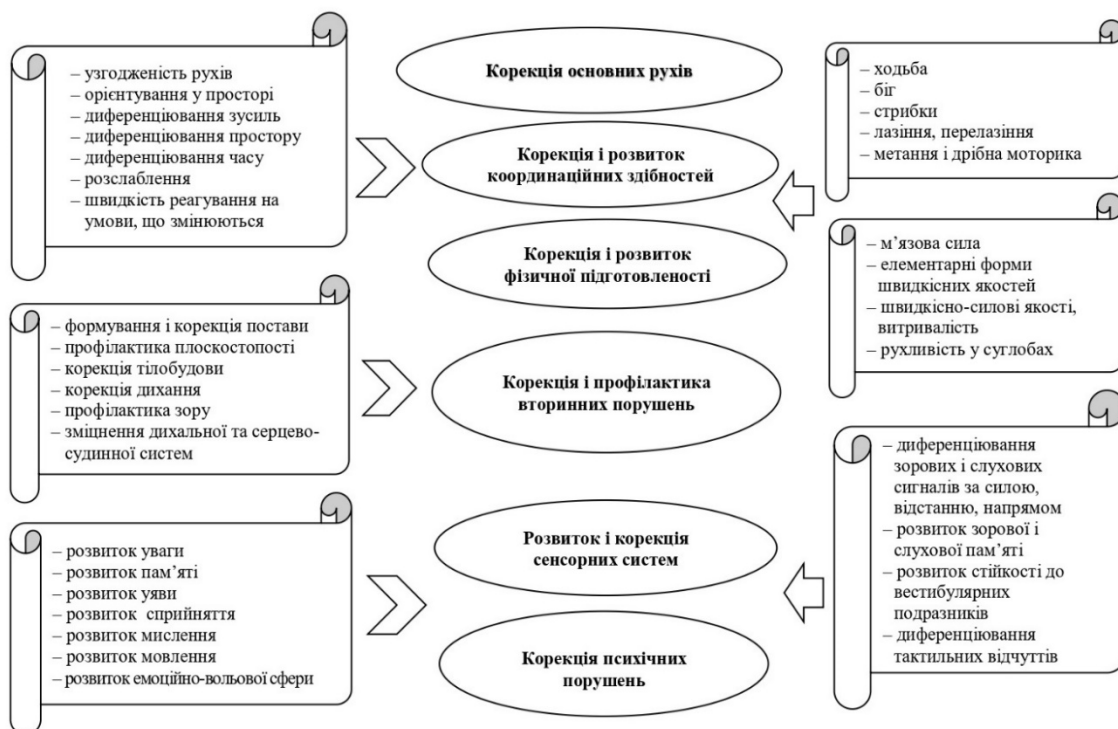 – узгодженість рухів
– орієнтування у просторі
– диференціювання зусиль
– диференціювання простору
– диференціювання часу
– розслаблення
– швидкість реагування на
умови, що змінюються
– формування і корекція постави
– профілактика плоскостопості
– корекція тілобудови
– корекція дихання
– профілактика зору
– зміцнення дихальної та серцево-
судинної систем
– розвиток уваги
– розвиток пам’яті
– розвиток уяви
– розвиток сприйняття
– розвиток мислення
– розвиток мовлення
– розвиток емоційно-вольової сфери
Корекція основних рухів
Корекція і розвиток
координаційних здібностей
Корекція і розвиток
фізичної підготовленості
Корекція і профілактика
вторинних порушень
Розвиток і корекція
сенсорних систем
Корекція психічних
порушень
– ходьба
– біг
– стрибки
– лазіння, перелазіння
– метання і дрібна моторика
– м’язова сила
– елементарні форми
швидкісних якостей
– швидкісно-силові якості,
витривалість
– рухливість у суглобах
– диференціювання
зорових і слухових
сигналів за силою,
відстанню, напрямом
– розвиток зорової і
слухової пам’яті
– розвиток стійкості до
вестибулярних
подразників
– диференціювання
тактильних відчуттів